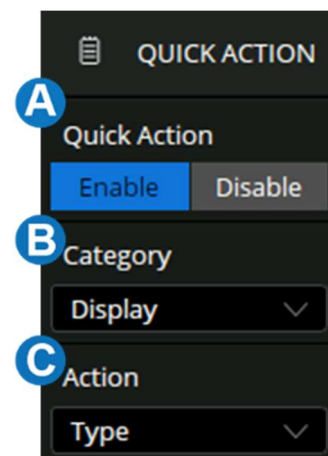 QUICK ACTION
A
Quick Action
Enable Disable
B
Category
Display
C
Action
Type